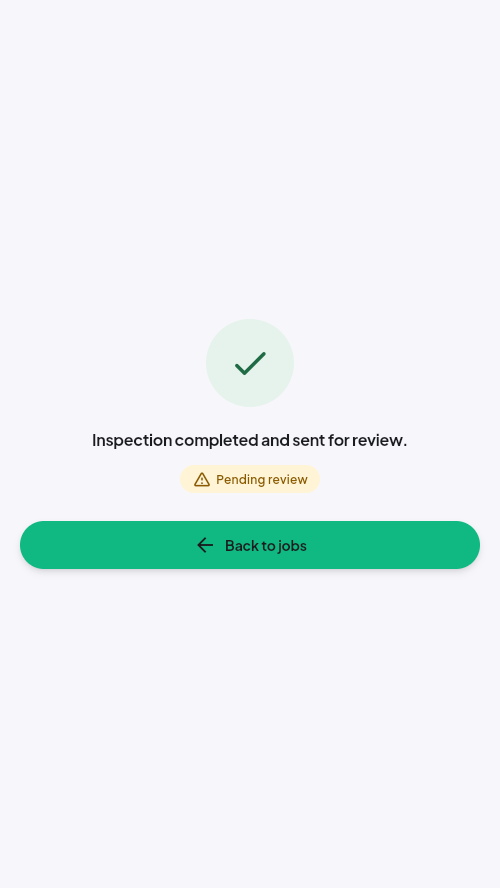 Inspection completed and sent for review.
Pending review
Back to jobs